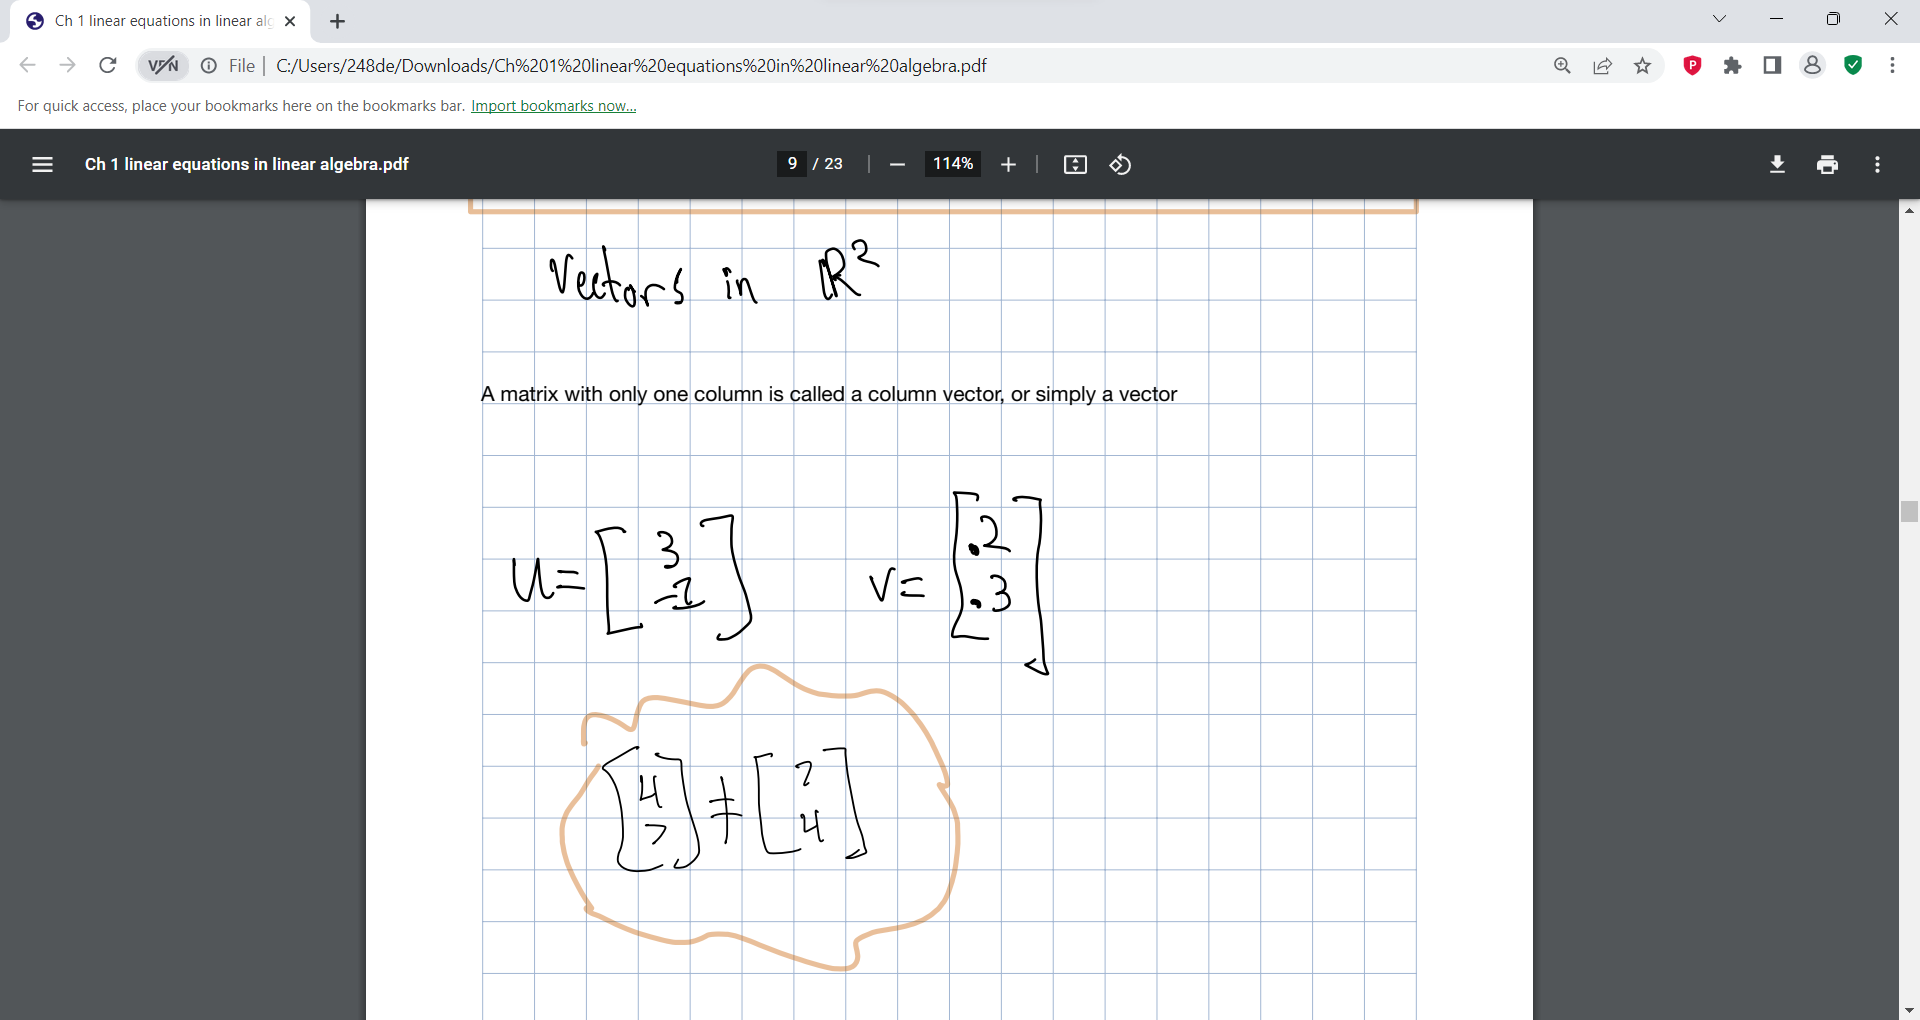 Ch 1 linear equations in linear alg
File C:/Users/248de/Downloads/Ch%201%20linear%20equations%20in%20linear%20algebra.pdf
For quick access, place your bookmarks here on the bookmarks bar. Import bookmarks now...
Ch 1 linear equations in linear algebra.pdf 9 / 23 114%
Vectors in ℝ²
A matrix with only one column is called a column vector, or simply a vector
u = [3 -1] v = [.2 .3]
[4 7] ≠ [7 4]